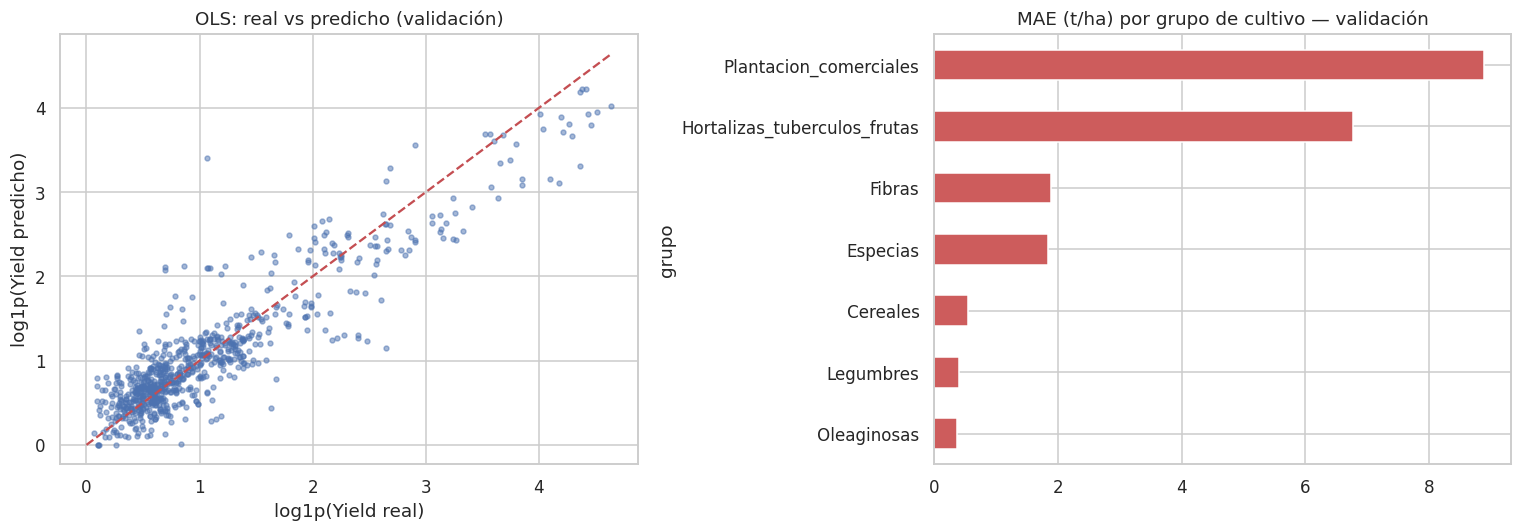 OLS: real vs predicho (validación)
log1p(Yield predicho)
4
3
2
1
0
0 1 2 3 4
log1p(Yield real)
MAE (t/ha) por grupo de cultivo — validación
grupo
Plantacion_comerciales
Hortalizas_tuberculos_frutas
Fibras
Especias
Cereales
Legumbres
Oleaginosas
0 2 4 6 8